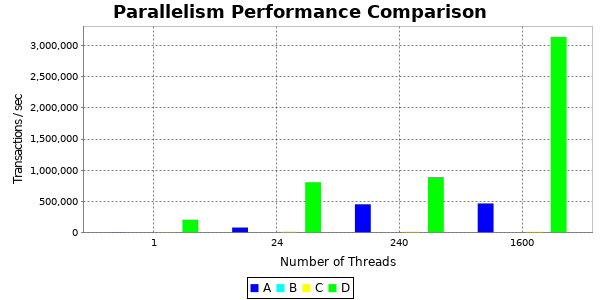 Parallelism Performance Comparison
Transactions / sec
3,000,000
2,500,000
2,000,000
1,500,000
1,000,000
500,000
0
1 24 240 1600
Number of Threads
A B C D